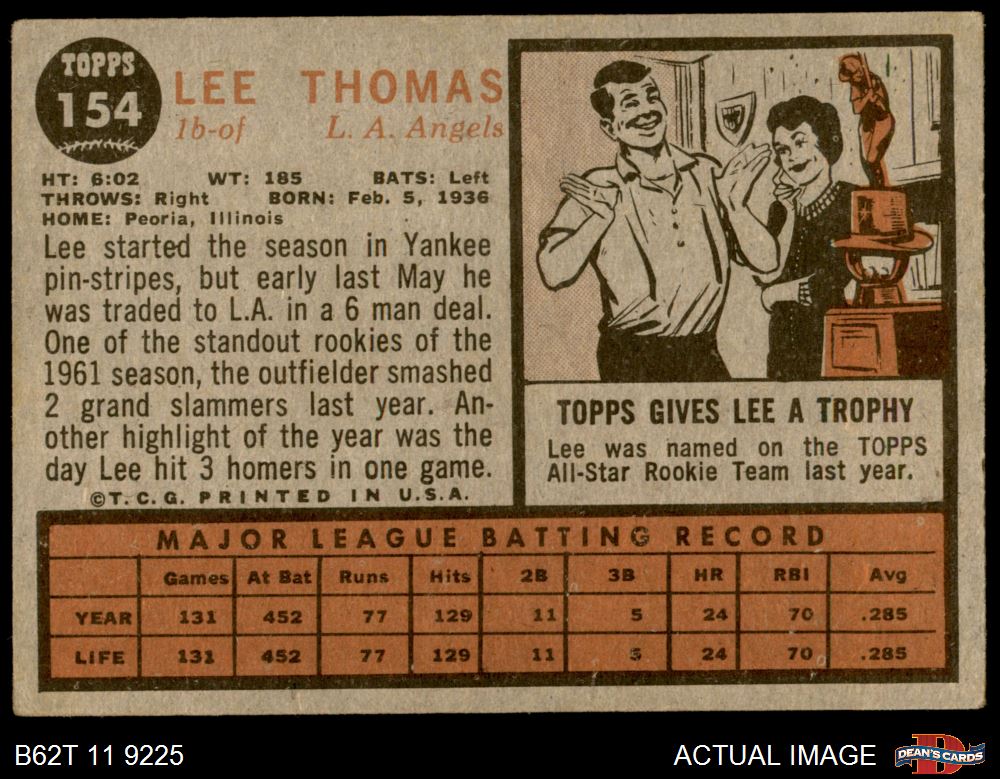 TOPPS
154
LEE THOMAS
1b-of L. A. Angels
HT: 6:02 WT: 185 BATS: Left
THROWS: Right BORN: Feb. 5, 1936
HOME: Peoria, Illinois
Lee started the season in Yankee
pin-stripes, but early last May he
was traded to L.A. in a 6 man deal.
One of the standout rookies of the
1961 season, the outfielder smashed
2 grand slammers last year. An-
other highlight of the year was the
day Lee hit 3 homers in one game.
©T. C. G. PRINTED IN U.S.A.
TOPPS GIVES LEE A TROPHY
Lee was named on the TOPPS
All-Star Rookie Team last year.
MAJOR LEAGUE BATTING RECORD
Games At Bat Runs Hits 2B 3B HR RBI Avg
YEAR 131 452 77 129 11 5 24 70 .285
LIFE 131 452 77 129 11 5 24 70 .285
B62T 11 9225
ACTUAL IMAGE
DEAN'S CARDS